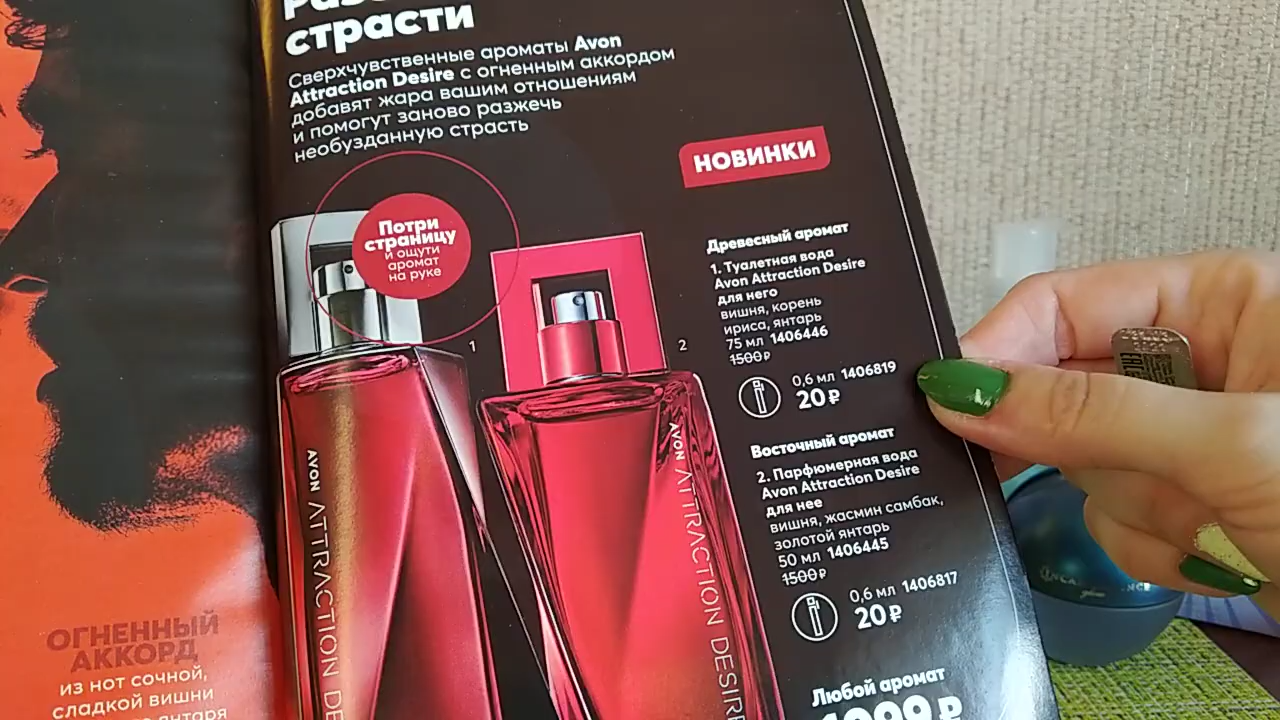 страсти
Сверхчувственные ароматы Avon
Attraction Desire с огненным аккордом
добавят жара вашим отношениям
и помогут заново разжечь
необузданную страсть
НОВИНКИ
Потри
страницу
и ощути
аромат
на руке
1
2
Древесный аромат
1. Туалетная вода
Avon Attraction Desire
для него
вишня, корень
ириса, янтарь
75 мл 1406446
1500₽
0,6 мл 1406819
20₽
Восточный аромат
2. Парфюмерная вода
Avon Attraction Desire
для нее
вишня, жасмин самбак,
золотой янтарь
50 мл 1406445
1500₽
0,6 мл 1406817
20₽
Любой аромат
AVON ATTRACTION DE
AVON ATTRACTION DESIRE
ОГНЕННЫЙ
АККОРД
из нот сочной,
сладкой вишни
янтаря